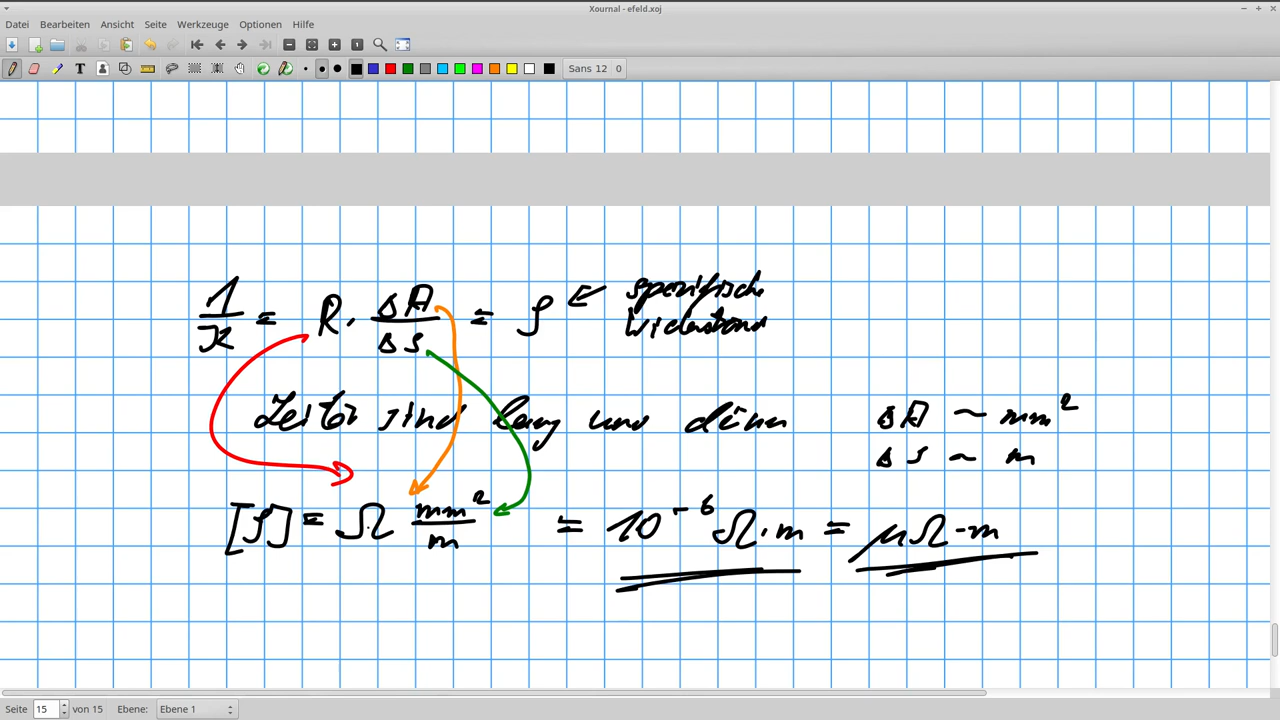 Xournal - efeld.xoj
Datei Bearbeiten Ansicht Seite Werkzeuge Optionen Hilfe
Sans 12 0
1/ϰ = R · ΔA/Δs = ρ ← spezifische
Widerstand
Leiter sind lang und dünn
ΔA ~ mm²
Δs ~ m
[ρ] = Ω mm²/m = 10⁻⁶ Ω·m = µΩ·m
Seite 15 von 15 Ebene: Ebene 1